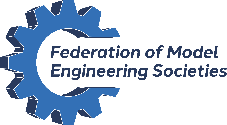 Federation of Model
Engineering Societies